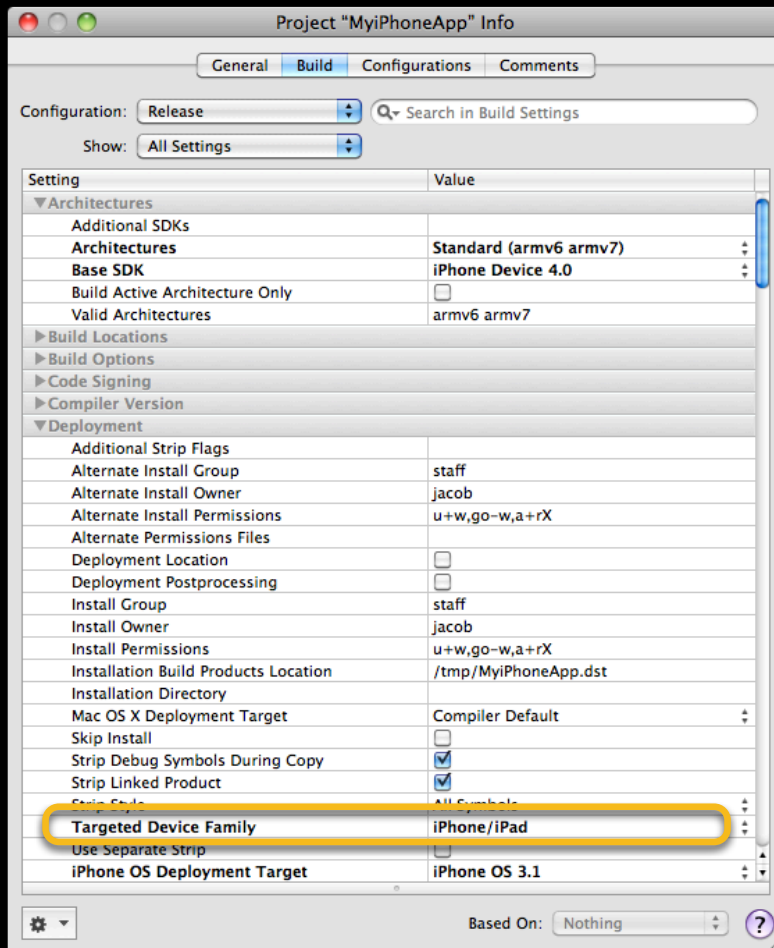 Project “MyiPhoneApp” Info
General Build Configurations Comments
Configuration: Release Search in Build Settings
Show: All Settings
Setting Value
Architectures
Additional SDKs
Architectures Standard (armv6 armv7)
Base SDK iPhone Device 4.0
Build Active Architecture Only
Valid Architectures armv6 armv7
Build Locations
Build Options
Code Signing
Compiler Version
Deployment
Additional Strip Flags
Alternate Install Group staff
Alternate Install Owner jacob
Alternate Install Permissions u+w,go-w,a+rX
Alternate Permissions Files
Deployment Location
Deployment Postprocessing
Install Group staff
Install Owner jacob
Install Permissions u+w,go-w,a+rX
Installation Build Products Location /tmp/MyiPhoneApp.dst
Installation Directory
Mac OS X Deployment Target Compiler Default
Skip Install
Strip Debug Symbols During Copy
Strip Linked Product
Strip Style All Symbols
Targeted Device Family iPhone/iPad
Use Separate Strip
iPhone OS Deployment Target iPhone OS 3.1
Based On: Nothing ?